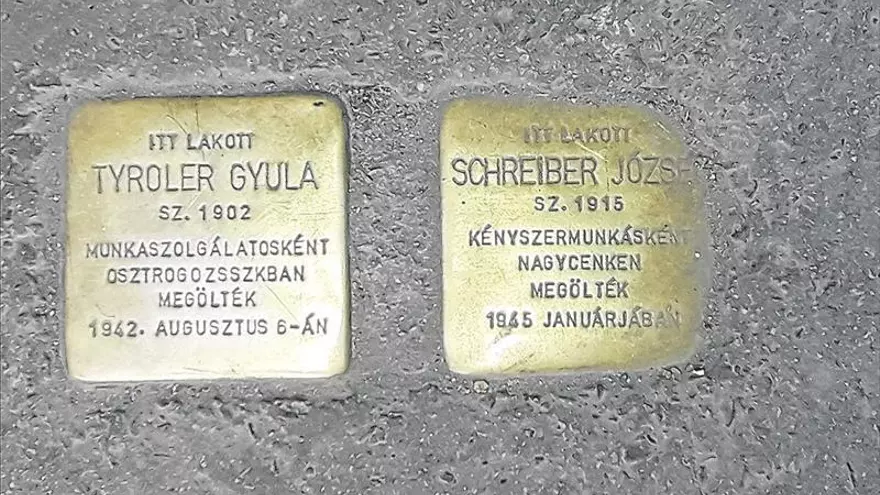 ITT LAKOTT
TYROLER GYULA
SZ. 1902
MUNKASZOLGÁLATOSKÉNT
OSZTROGOZSSZKBAN
MEGÖLTÉK
1942. AUGUSZTUS 6-ÁN
ITT LAKOTT
SCHREIBER JÓZSEF
SZ. 1915
KÉNYSZERMUNKÁSKÉNT
NAGYCENKEN
MEGÖLTÉK
1945 JANUÁRJÁBAN